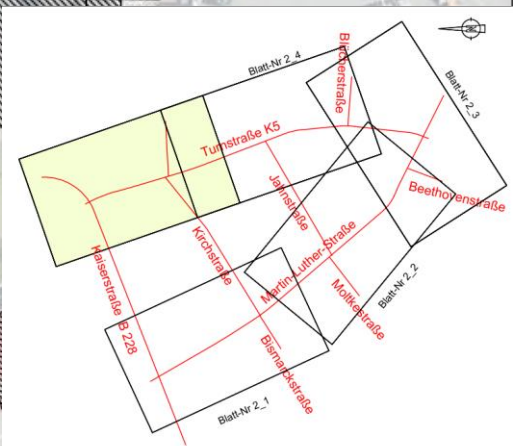 Blatt-Nr 2_4
Blücherstraße
Blatt-Nr 2_3
Turnstraße K5
Jahnstraße
Beethovenstraße
Kirchstraße
Martin-Luther-Straße
Kaiserstraße B 228
Moltkestraße
Blatt-Nr 2_2
Bismarckstraße
Blatt-Nr 2_1